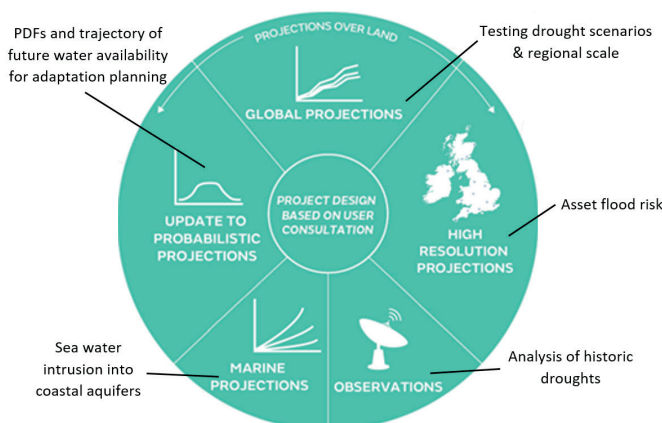 PDFs and trajectory of
future water availability
for adaptation planning
PROJECTIONS OVER LAND
Testing drought scenarios
& regional scale
GLOBAL PROJECTIONS
UPDATE TO
PROBABILISTIC
PROJECTIONS
PROJECT DESIGN
BASED ON USER
CONSULTATION
HIGH
RESOLUTION
PROJECTIONS
Asset flood risk
Sea water
intrusion into
coastal aquifers
MARINE
PROJECTIONS
OBSERVATIONS
Analysis of historic
droughts